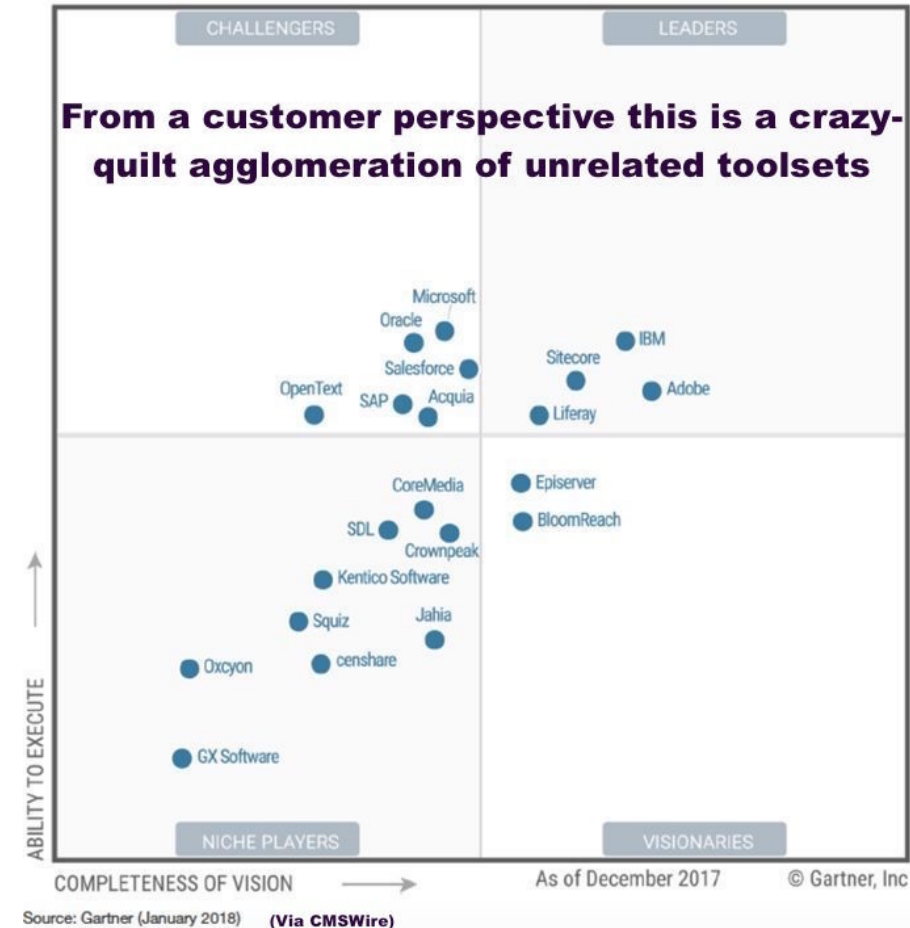 CHALLENGERS
LEADERS
From a customer perspective this is a crazy-
quilt agglomeration of unrelated toolsets
Microsoft
Oracle
IBM
Salesforce
Sitecore
OpenText
SAP
Acquia
Adobe
Liferay
CoreMedia
Episerver
SDL
BloomReach
Crownpeak
Kentico Software
Squiz
Jahia
Oxcyon
censhare
GX Software
ABILITY TO EXECUTE
NICHE PLAYERS
VISIONARIES
COMPLETENESS OF VISION
As of December 2017
© Gartner, Inc
Source: Gartner (January 2018)
(Via CMSWire)